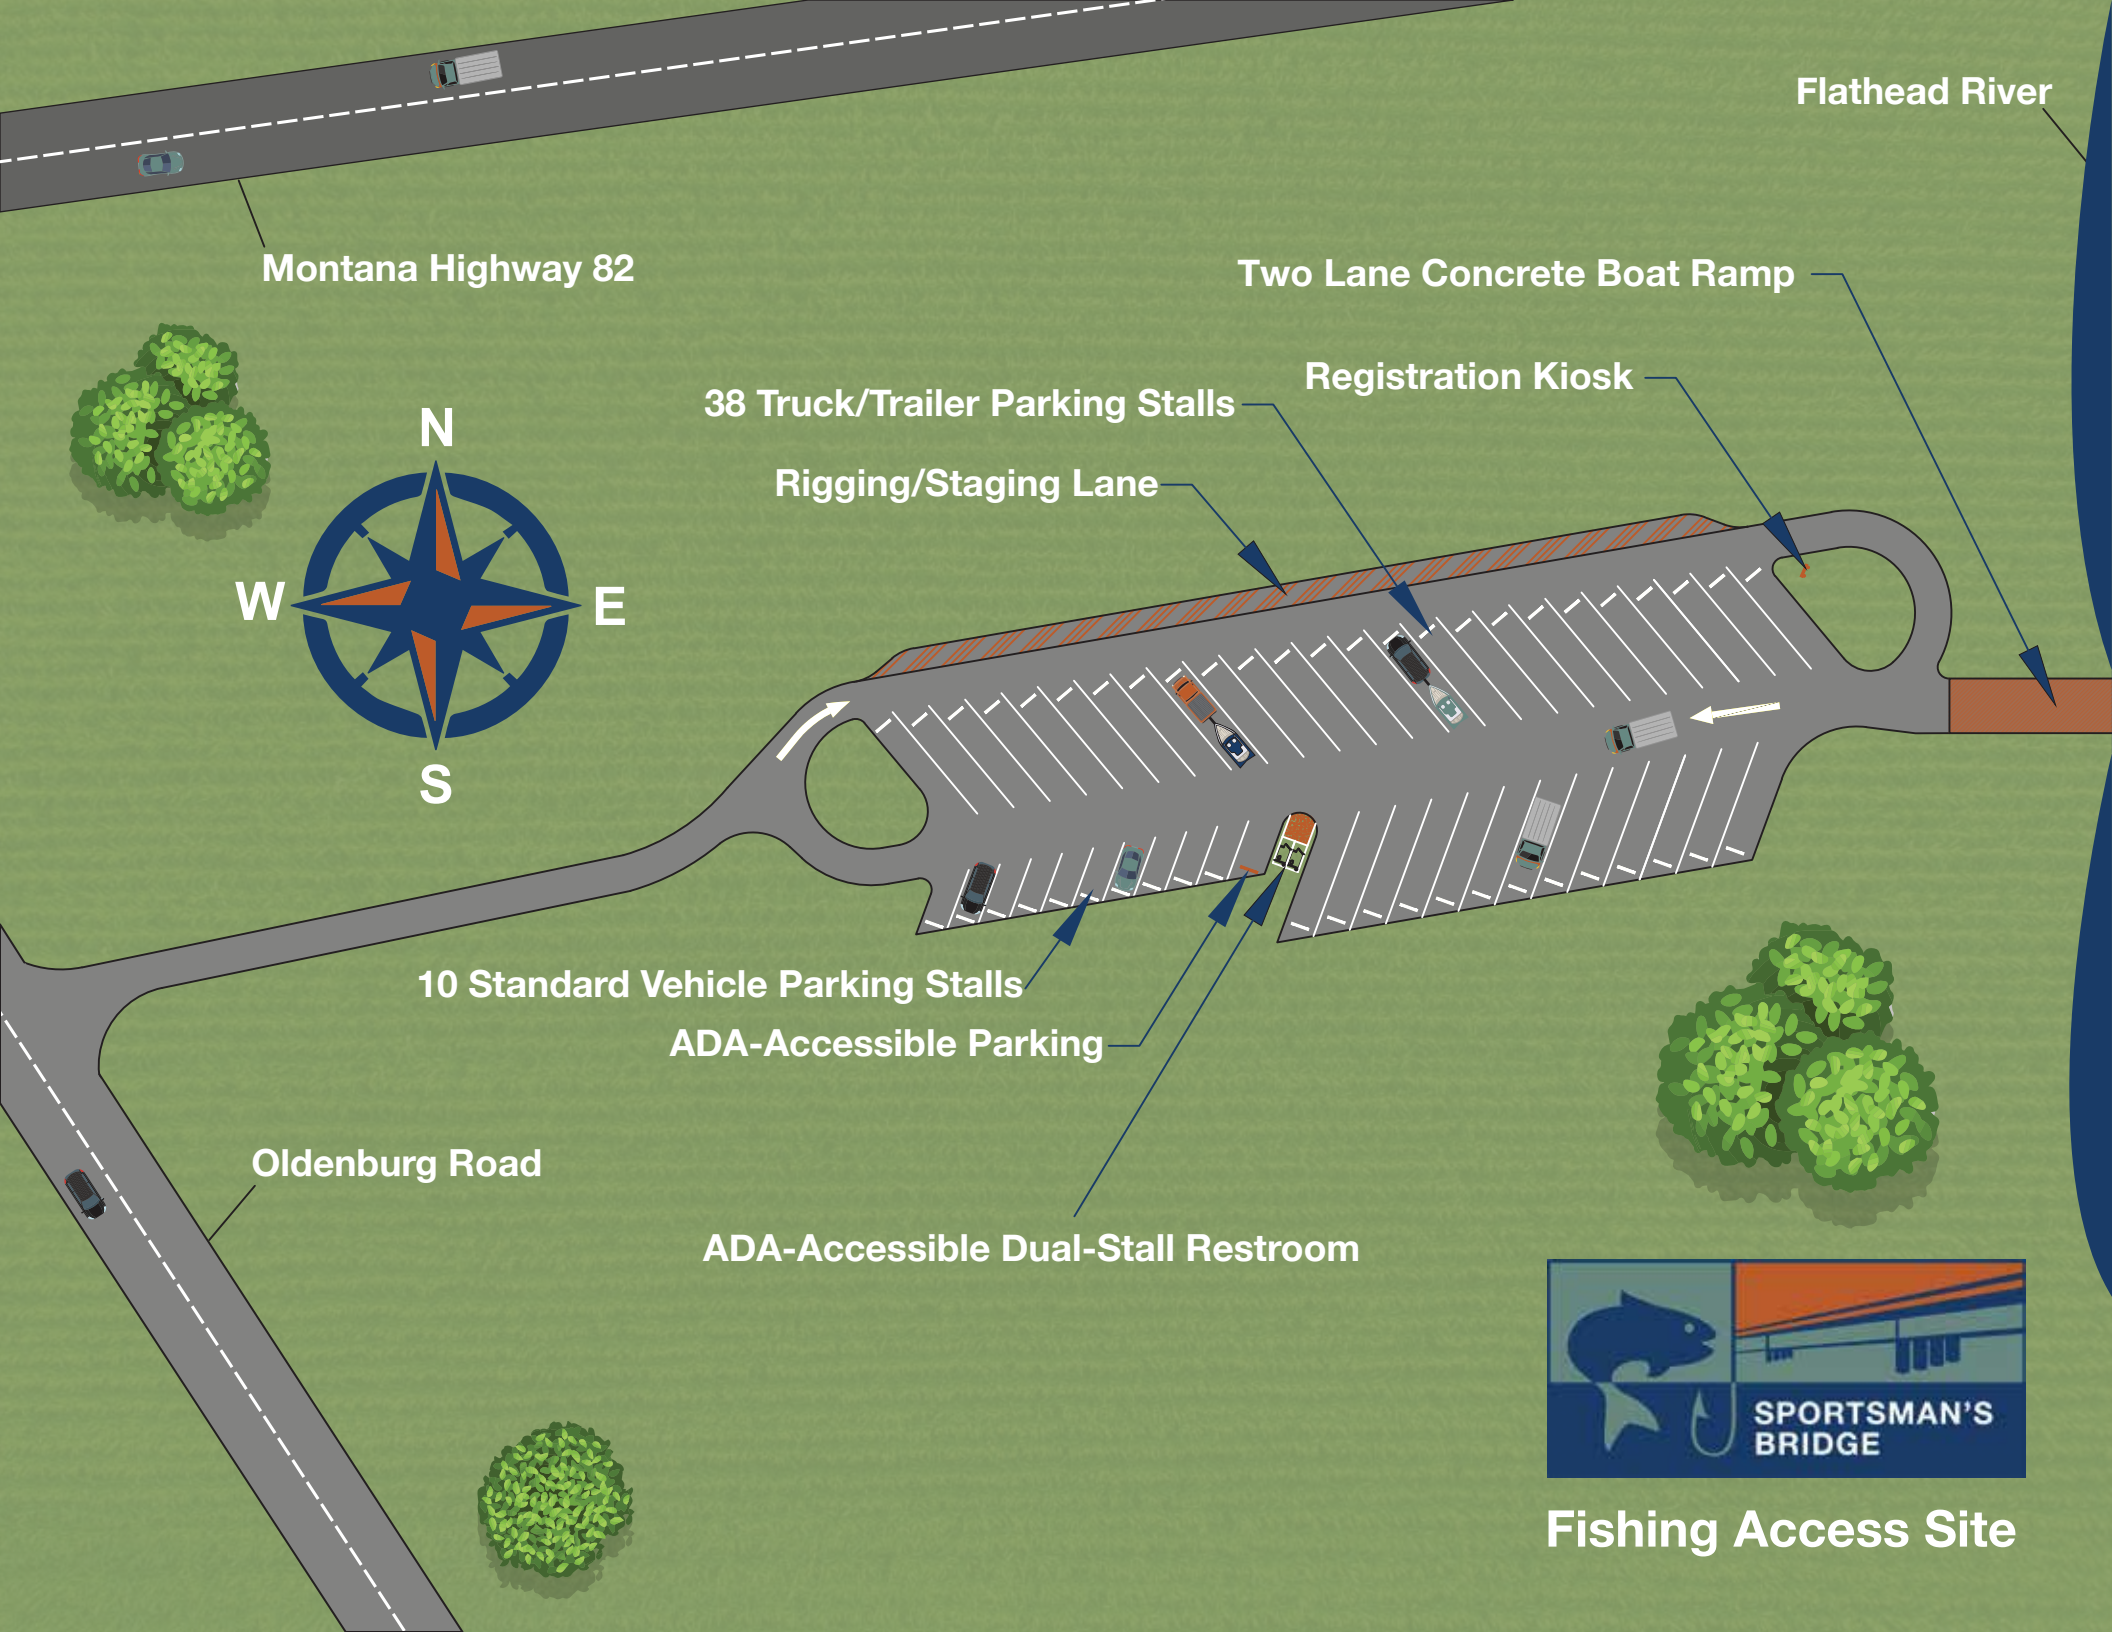 Flathead River
Montana Highway 82
Two Lane Concrete Boat Ramp
Registration Kiosk
38 Truck/Trailer Parking Stalls
Rigging/Staging Lane
N
W
E
S
10 Standard Vehicle Parking Stalls
ADA-Accessible Parking
Oldenburg Road
ADA-Accessible Dual-Stall Restroom
SPORTSMAN'S
BRIDGE
Fishing Access Site